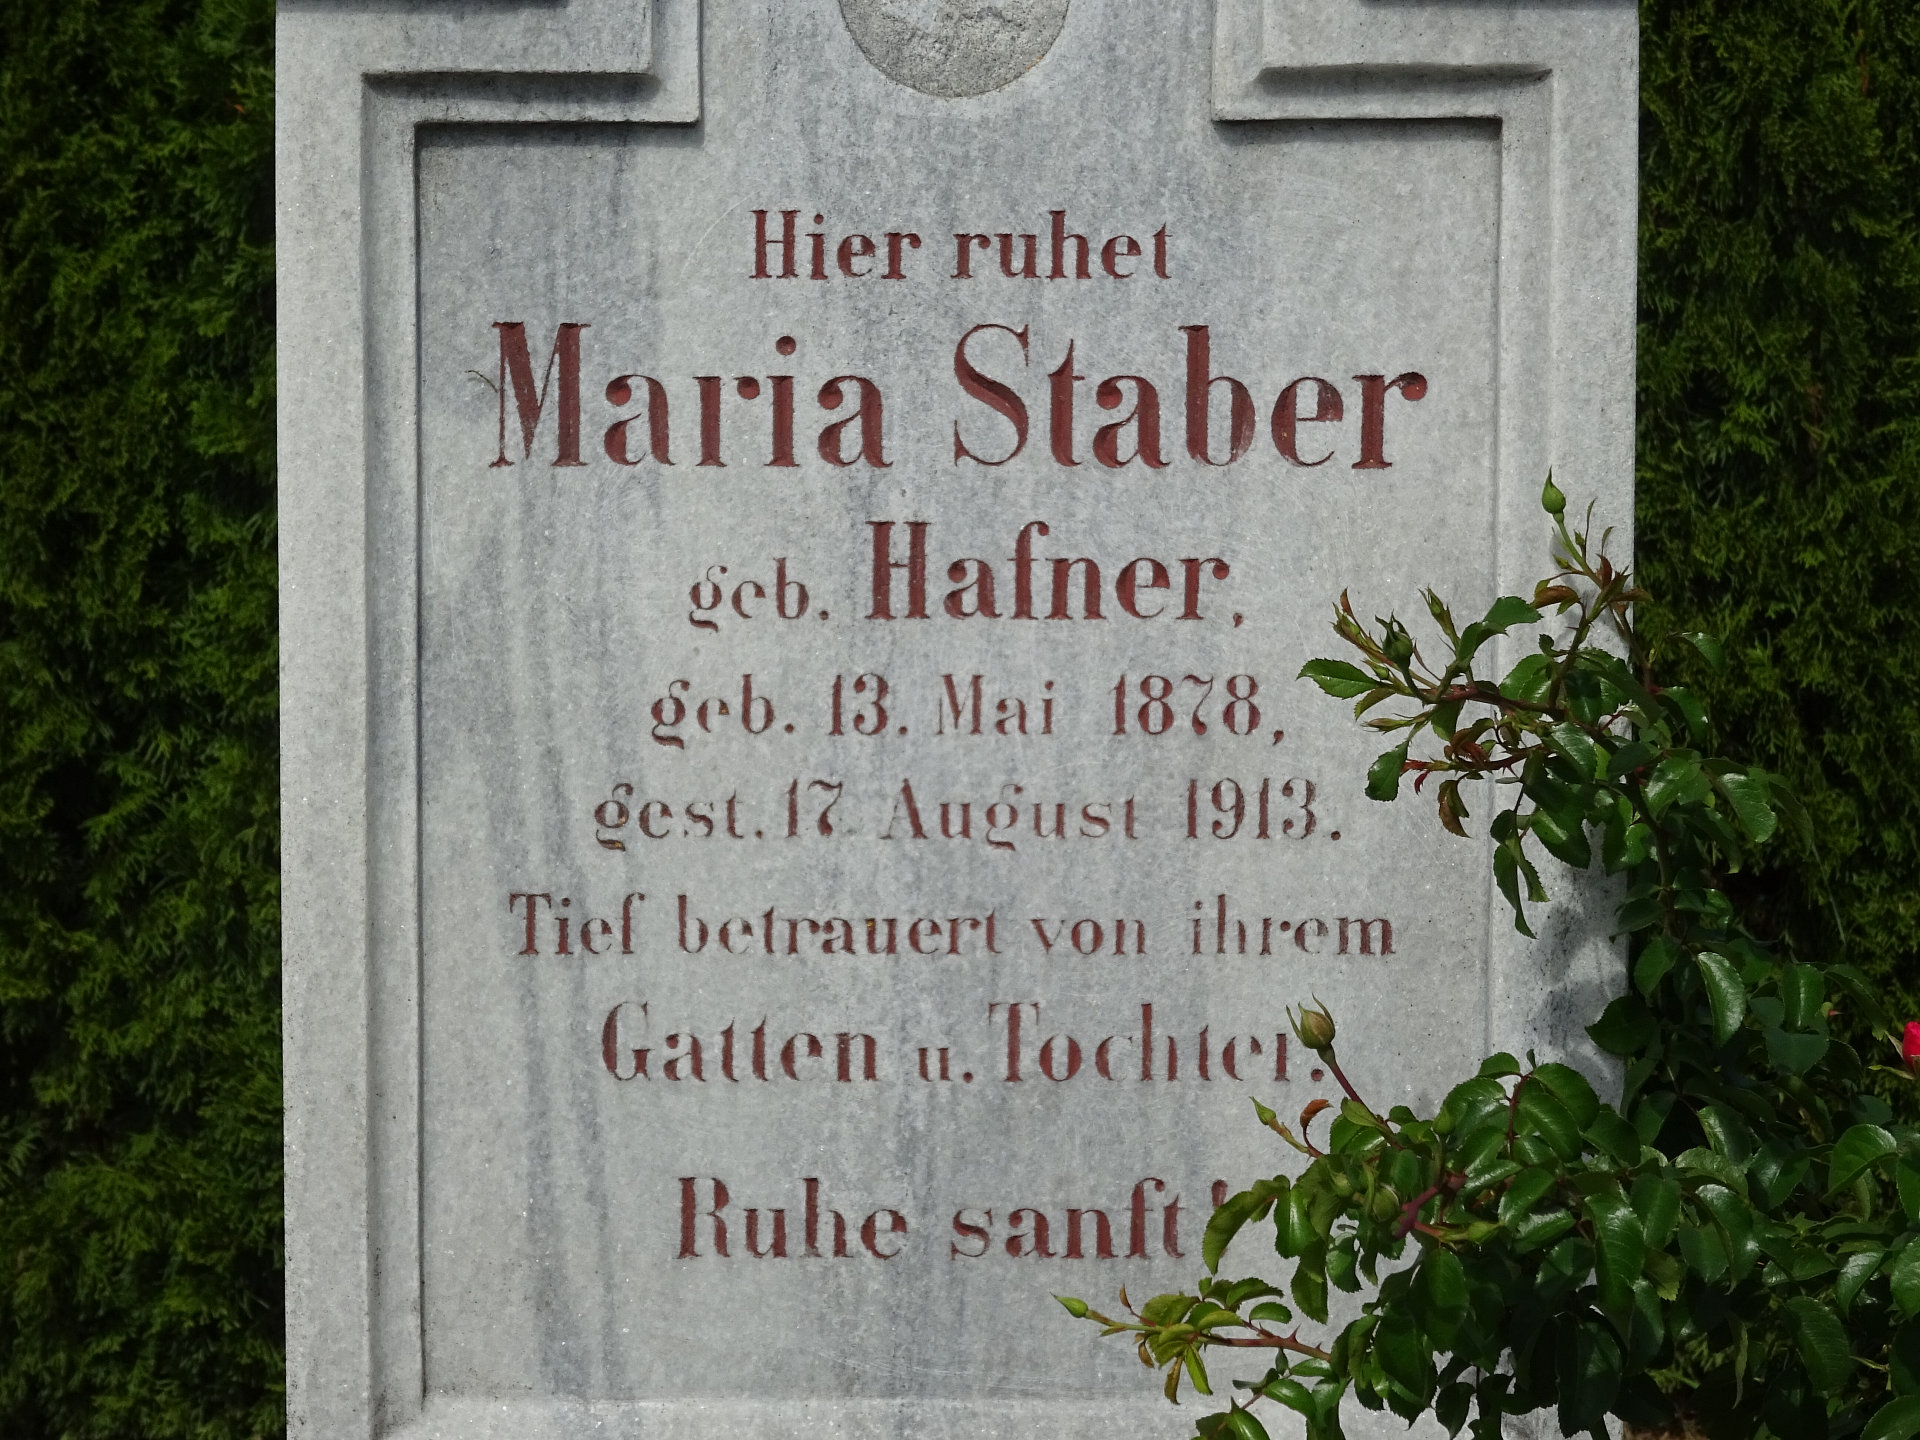 Hier ruhet
Maria Staber
geb. Hafner,
geb. 13. Mai 1878,
gest. 17. August 1913.
Tief betrauert von ihrem
Gatten u. Tochter.
Ruhe sanft!